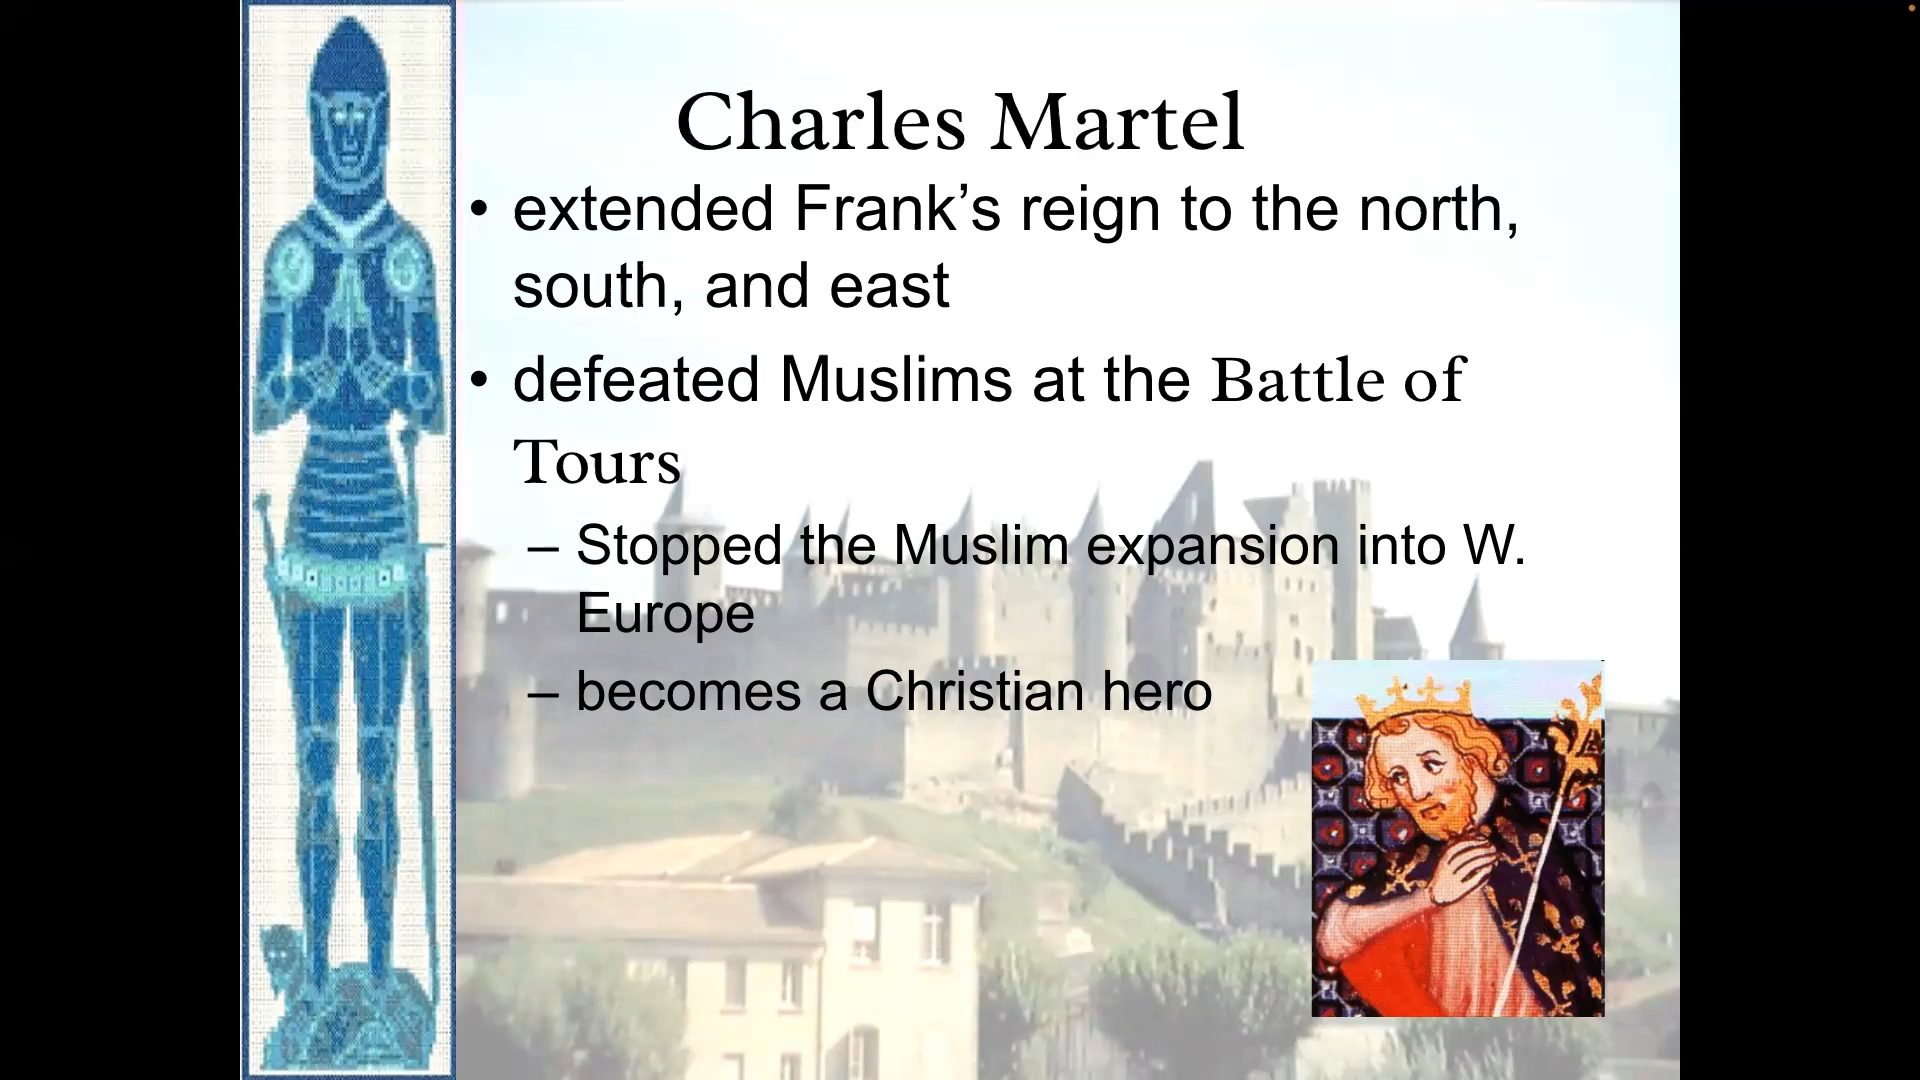 Charles Martel
• extended Frank’s reign to the north,
south, and east
• defeated Muslims at the Battle of
Tours
– Stopped the Muslim expansion into W.
Europe
– becomes a Christian hero